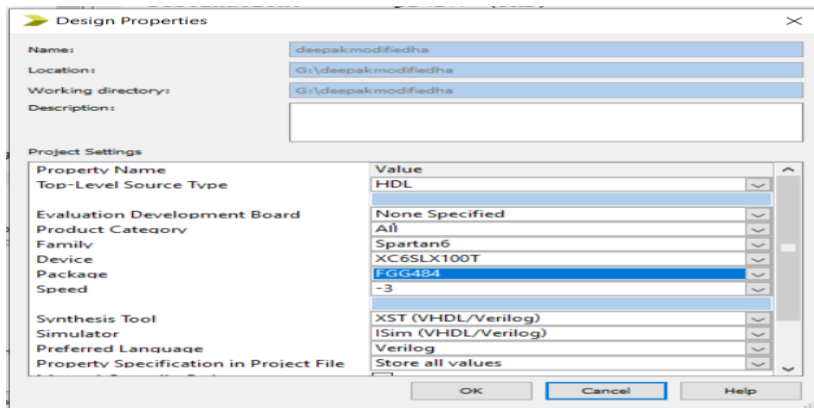 Design Properties
Name: deepakmodifiedha
Location: G:\deepakmodifiedha
Working directory: G:\deepakmodifiedha
Description:
Project Settings
Property Name Value
Top-Level Source Type HDL
Evaluation Development Board None Specified
Product Category All
Family Spartan6
Device XC6SLX100T
Package FGG484
Speed -3
Synthesis Tool XST (VHDL/Verilog)
Simulator ISim (VHDL/Verilog)
Preferred Language Verilog
Property Specification in Project File Store all values
OK Cancel Help